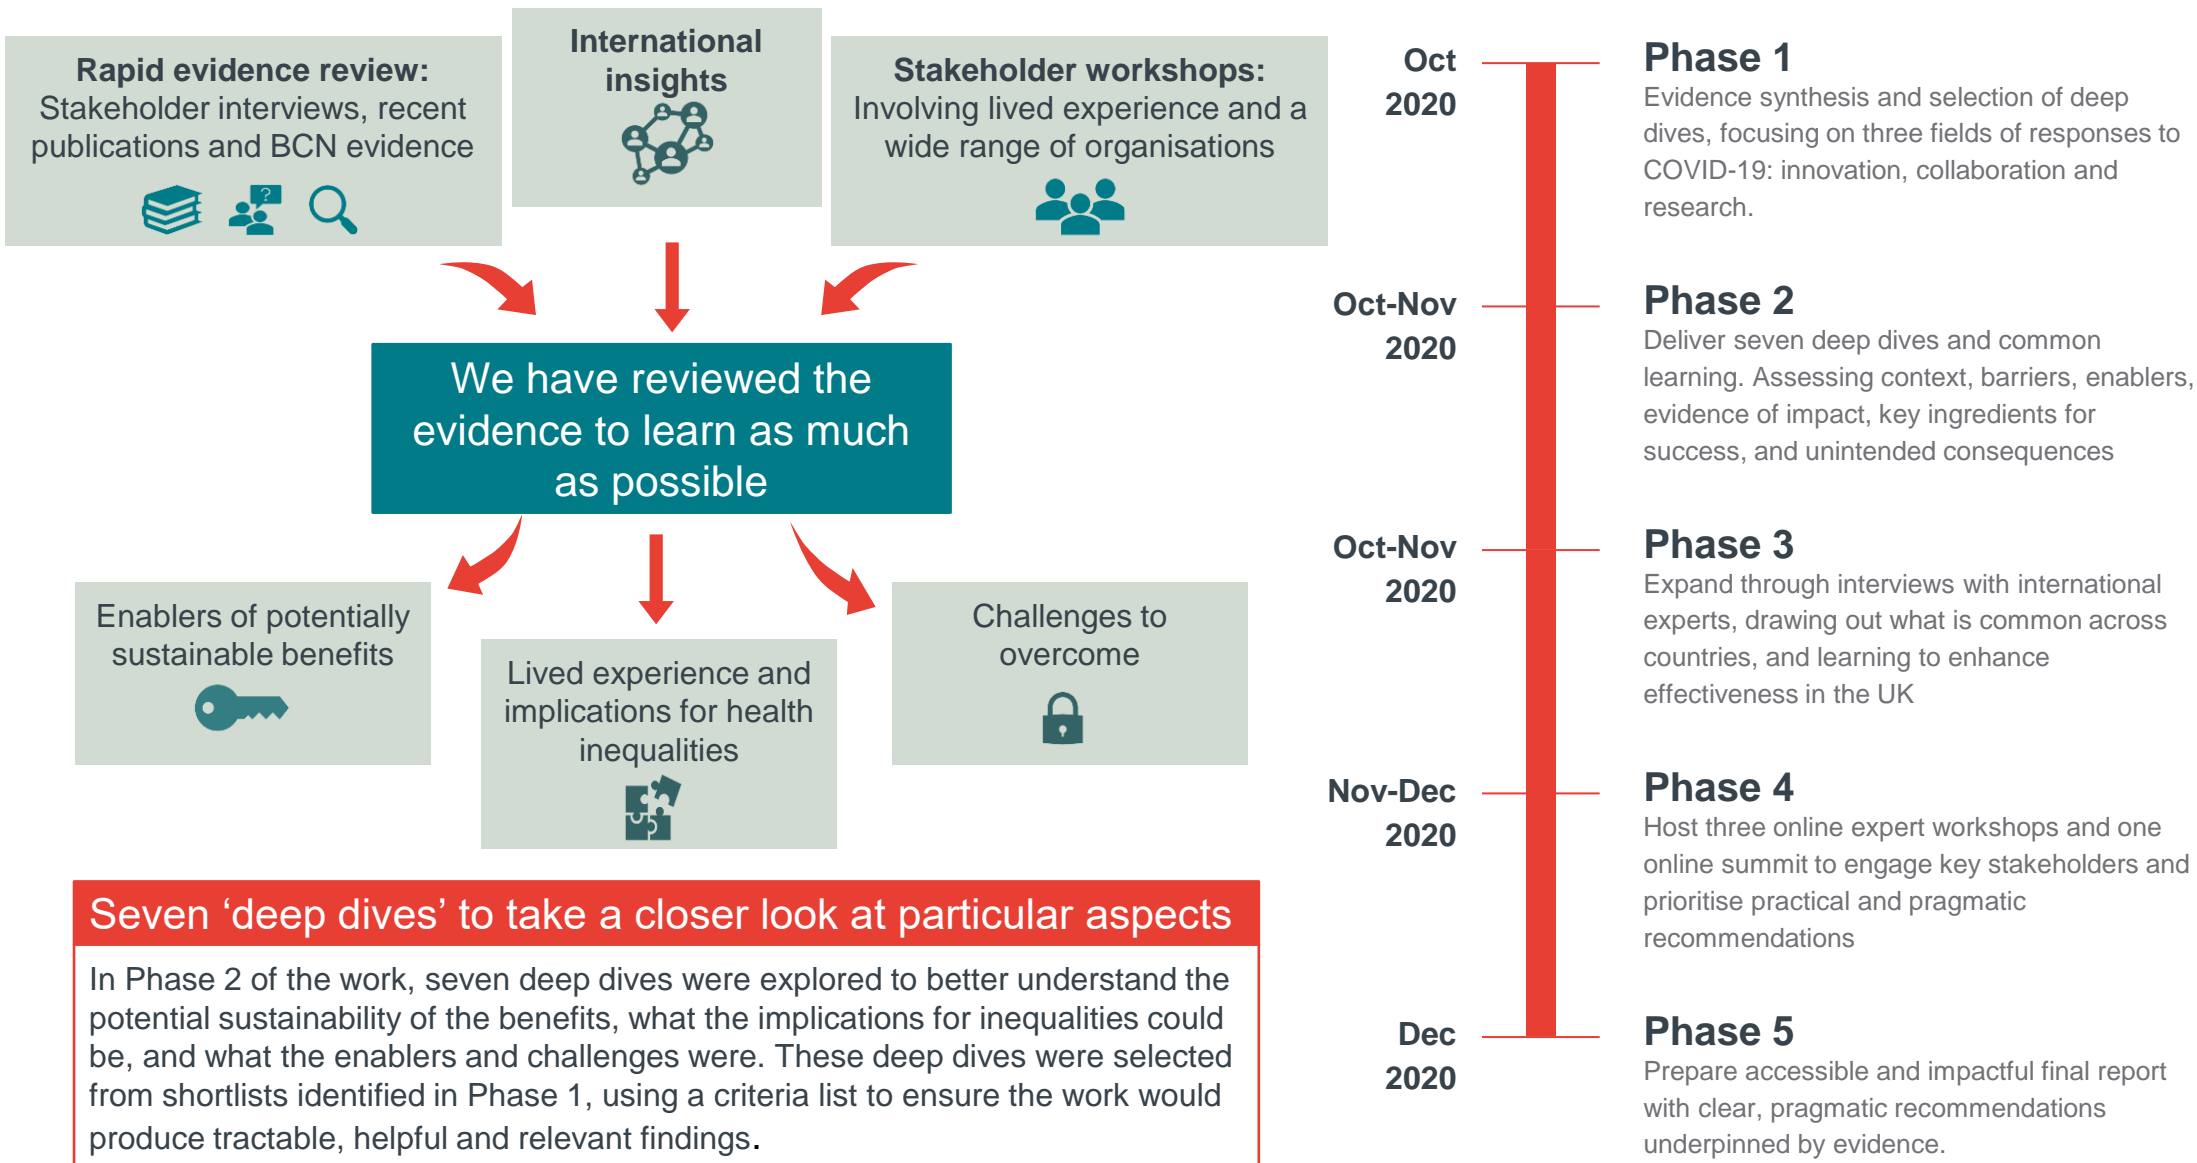 Rapid evidence review:
Stakeholder interviews, recent
publications and BCN evidence
International
insights
Stakeholder workshops:
Involving lived experience and a
wide range of organisations
?
We have reviewed the
evidence to learn as much
as possible
Enablers of potentially
sustainable benefits
Lived experience and
implications for health
inequalities
Challenges to
overcome
Seven ‘deep dives’ to take a closer look at particular aspects
In Phase 2 of the work, seven deep dives were explored to better understand the
potential sustainability of the benefits, what the implications for inequalities could
be, and what the enablers and challenges were. These deep dives were selected
from shortlists identified in Phase 1, using a criteria list to ensure the work would
produce tractable, helpful and relevant findings.
Oct
2020
Phase 1
Evidence synthesis and selection of deep
dives, focusing on three fields of responses to
COVID-19: innovation, collaboration and
research.
Oct-Nov
2020
Phase 2
Deliver seven deep dives and common
learning. Assessing context, barriers, enablers,
evidence of impact, key ingredients for
success, and unintended consequences
Oct-Nov
2020
Phase 3
Expand through interviews with international
experts, drawing out what is common across
countries, and learning to enhance
effectiveness in the UK
Nov-Dec
2020
Phase 4
Host three online expert workshops and one
online summit to engage key stakeholders and
prioritise practical and pragmatic
recommendations
Dec
2020
Phase 5
Prepare accessible and impactful final report
with clear, pragmatic recommendations
underpinned by evidence.